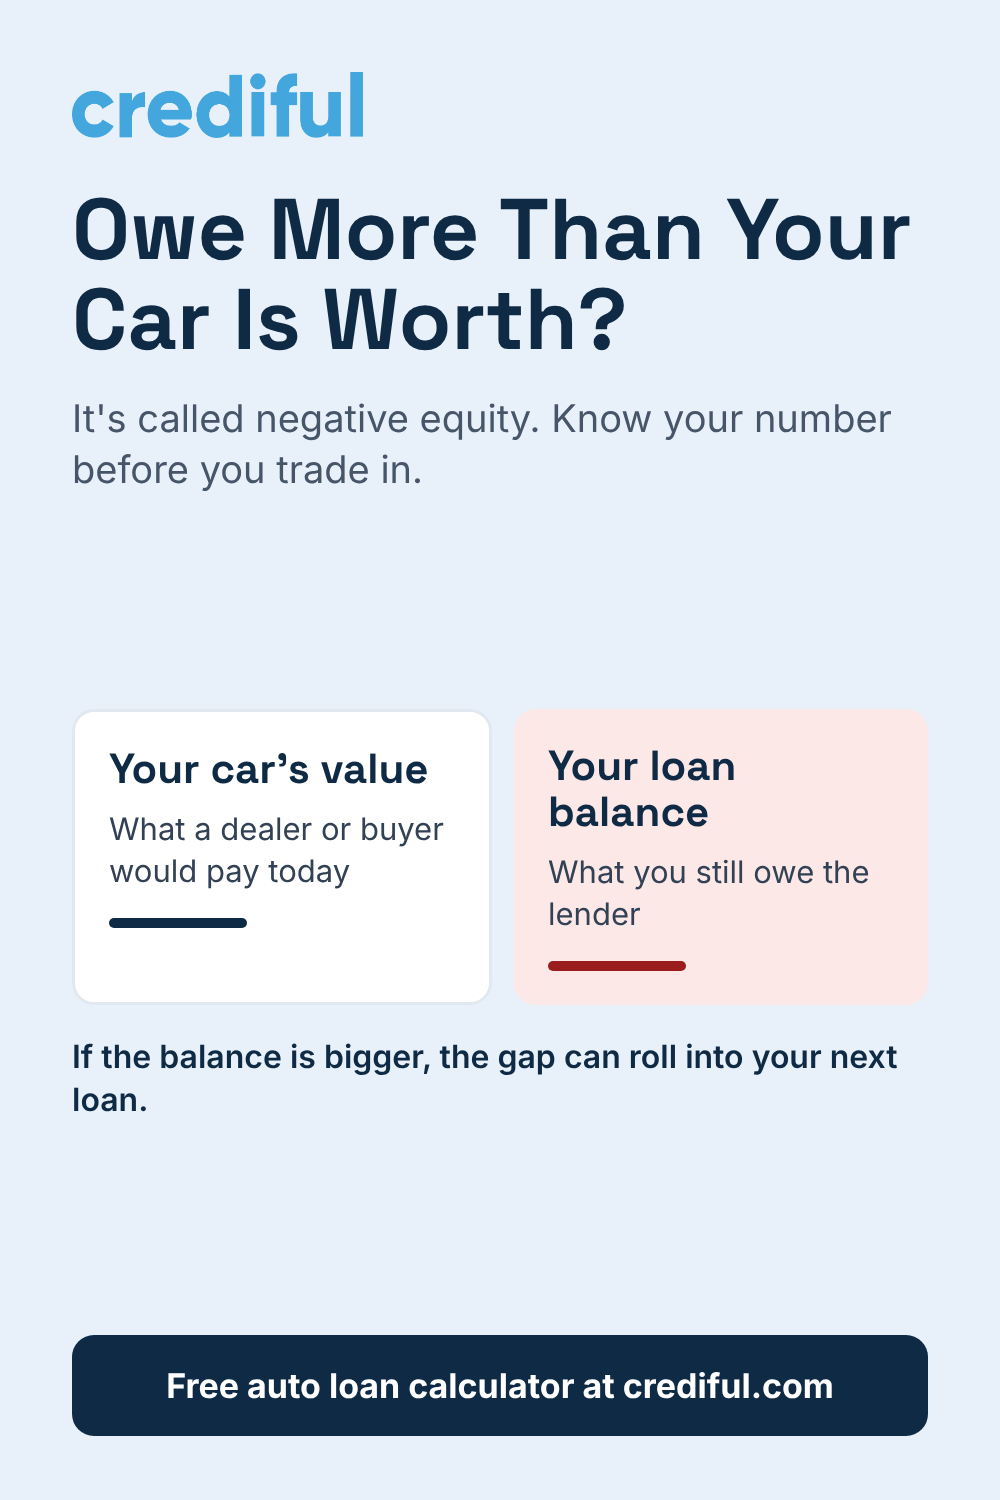 crediful
Owe More Than Your
Car Is Worth?
It's called negative equity. Know your number
before you trade in.
Your car’s value
What a dealer or buyer
would pay today
Your loan
balance
What you still owe the
lender
If the balance is bigger, the gap can roll into your next
loan.
Free auto loan calculator at crediful.com